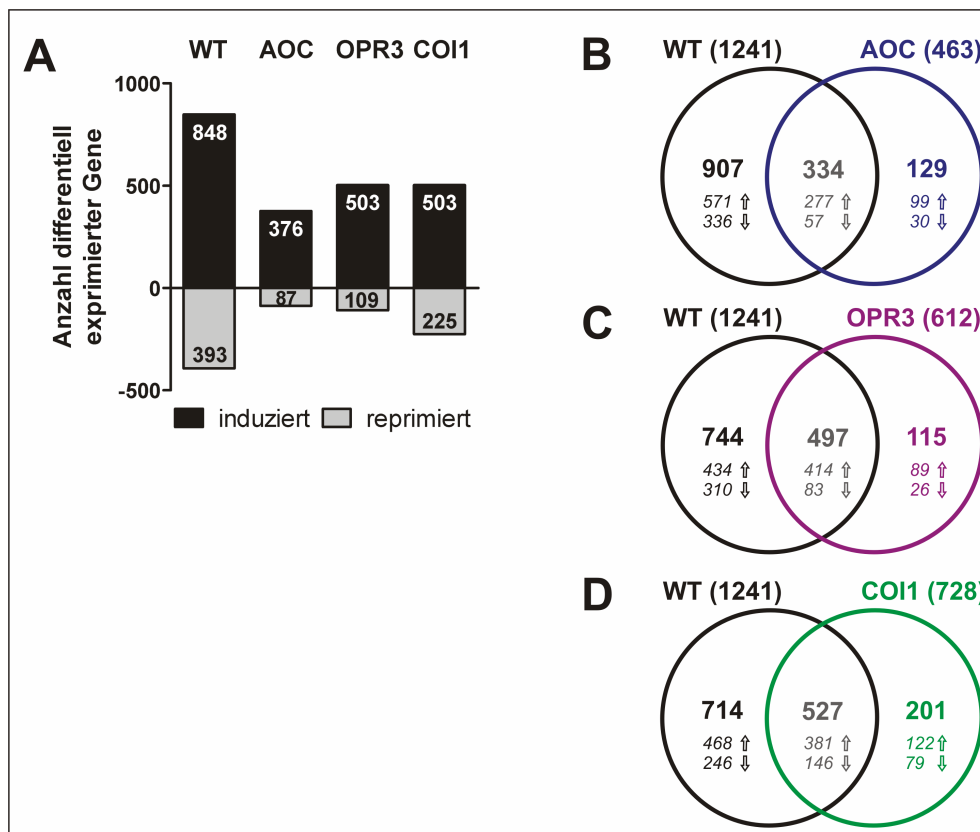 A
WT AOC OPR3 COI1
Anzahl differentiell
exprimierter Gene
1000
500
0
-500
848
376
503
503
393
87
109
225
induziert reprimiert
B
WT (1241) AOC (463)
907 334 129
571 ⇧ 277 ⇧ 99 ⇧
336 ⇩ 57 ⇩ 30 ⇩
C
WT (1241) OPR3 (612)
744 497 115
434 ⇧ 414 ⇧ 89 ⇧
310 ⇩ 83 ⇩ 26 ⇩
D
WT (1241) COI1 (728)
714 527 201
468 ⇧ 381 ⇧ 122 ⇧
246 ⇩ 146 ⇩ 79 ⇩